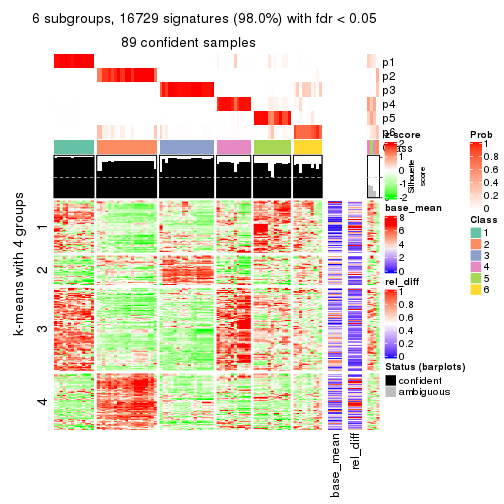 6 subgroups, 16729 signatures (98.0%) with fdr < 0.05
89 confident samples
p1
p2
p3
p4
p5
p6
Class
z-score
2
1
0
-1
-2
Silhouette
score
Prob
1
0.8
0.6
0.4
0.2
0
Class
1
2
3
4
5
6
base_mean
8
6
4
2
0
rel_diff
1
0.8
0.6
0.4
0.2
0
Status (barplots)
confident
ambiguous
k-means with 4 groups
1
2
3
4
base_mean
rel_diff